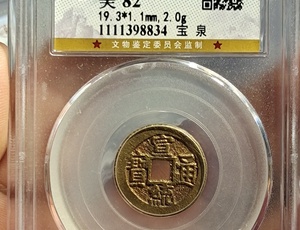 美 82
19.3*1.1mm, 2.0g
1111398834 宝 泉
★ 文物鉴定委员会监制 ★
宣統通寳